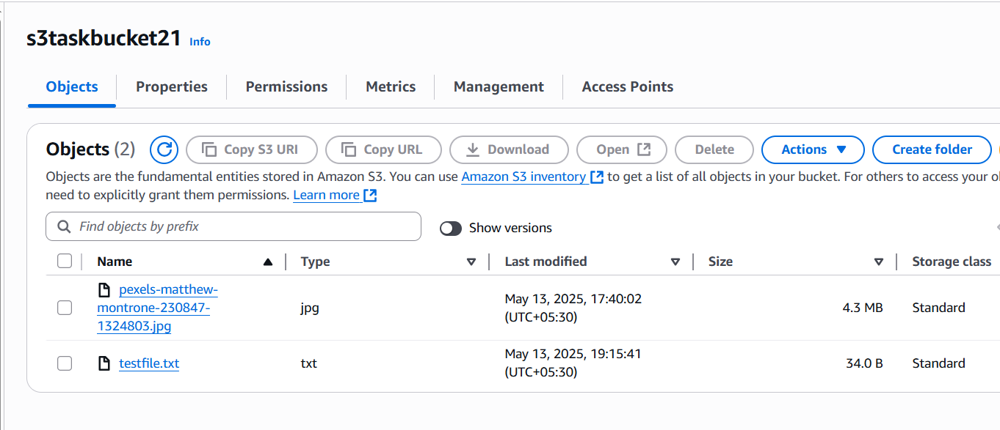 s3taskbucket21 Info
Objects Properties Permissions Metrics Management Access Points
Objects (2) Copy S3 URI Copy URL Download Open Delete Actions Create folder
Objects are the fundamental entities stored in Amazon S3. You can use Amazon S3 inventory to get a list of all objects in your bucket. For others to access your
need to explicitly grant them permissions. Learn more
Find objects by prefix Show versions
Name Type Last modified Size Storage class
pexels-matthew-
montrone-230847-
1324803.jpg
jpg
May 13, 2025, 17:40:02
(UTC+05:30)
4.3 MB
Standard
testfile.txt
txt
May 13, 2025, 19:15:41
(UTC+05:30)
34.0 B
Standard